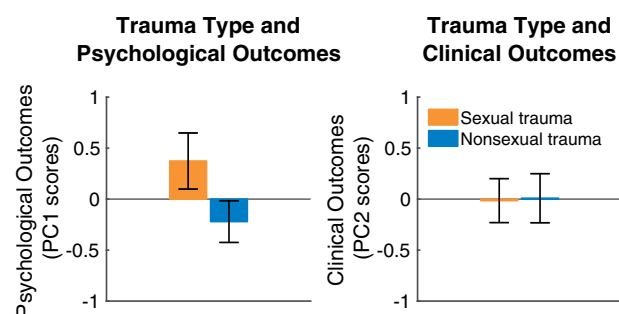 Trauma Type and
Psychological Outcomes
Psychological Outcomes
(PC1 scores)
1
0.5
0
-0.5
-1
Trauma Type and
Clinical Outcomes
Clinical Outcomes
(PC2 scores)
1
0.5
0
-0.5
-1
Sexual trauma
Nonsexual trauma